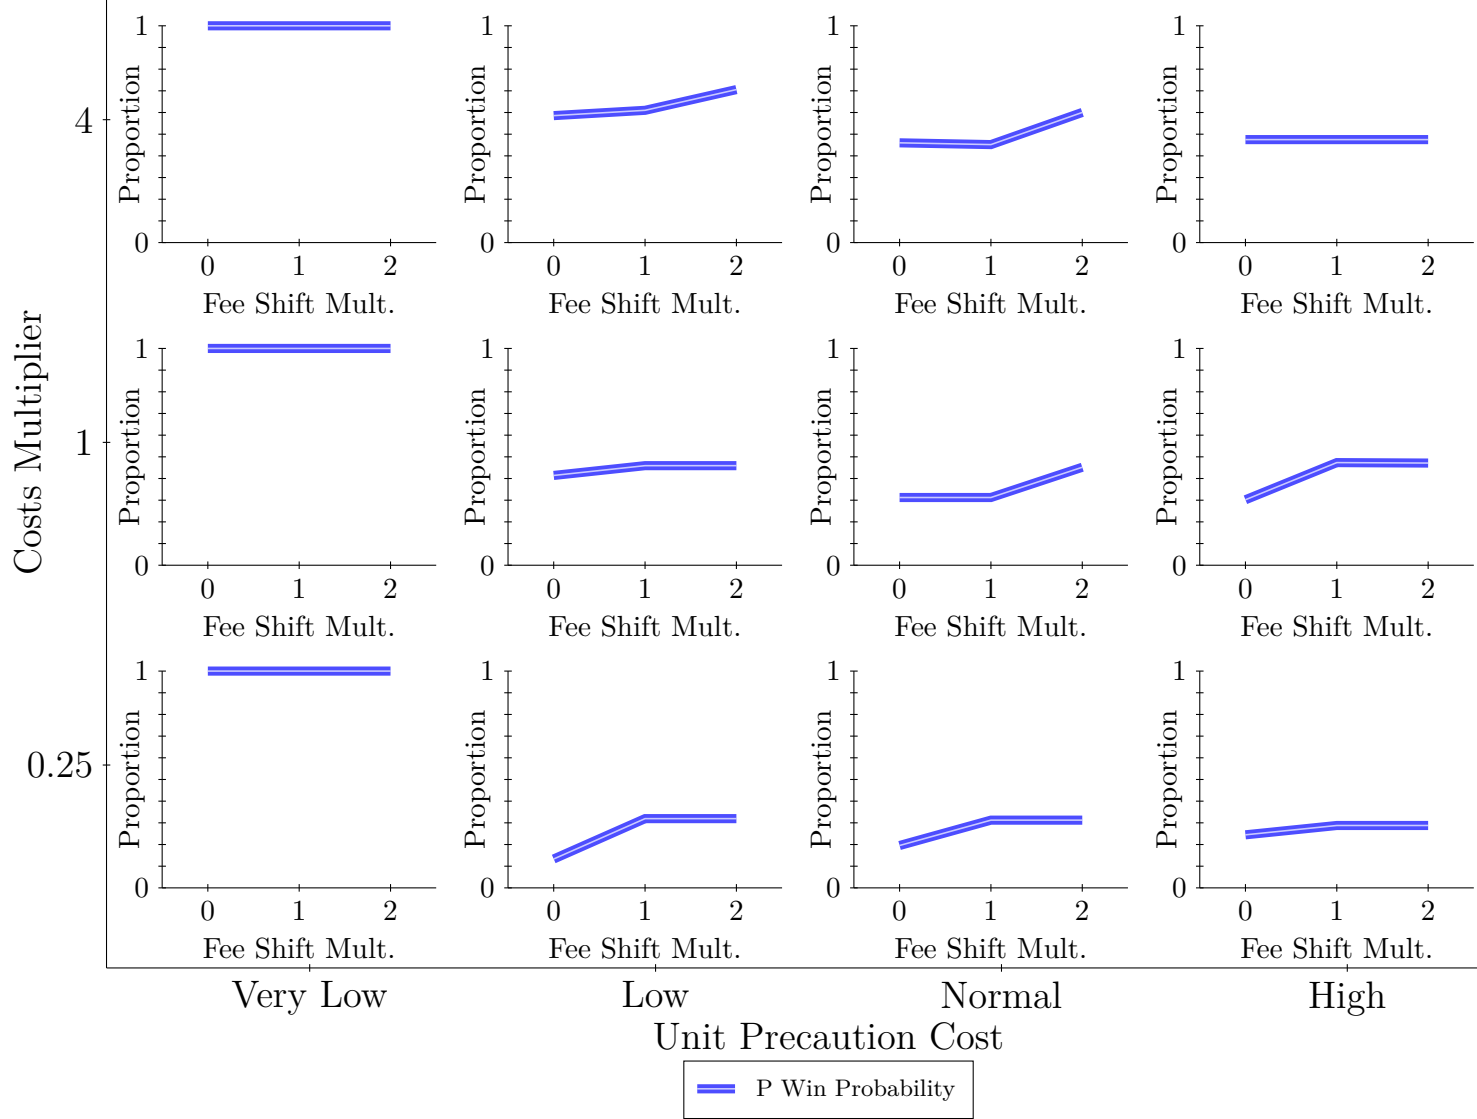 Costs Multiplier
4
1
Proportion
0
0 1 2
Fee Shift Mult.
1
Proportion
0
0 1 2
Fee Shift Mult.
1
Proportion
0
0 1 2
Fee Shift Mult.
1
Proportion
0
0 1 2
Fee Shift Mult.
1
1
Proportion
0
0 1 2
Fee Shift Mult.
1
Proportion
0
0 1 2
Fee Shift Mult.
1
Proportion
0
0 1 2
Fee Shift Mult.
1
Proportion
0
0 1 2
Fee Shift Mult.
0.25
1
Proportion
0
0 1 2
Fee Shift Mult.
1
Proportion
0
0 1 2
Fee Shift Mult.
1
Proportion
0
0 1 2
Fee Shift Mult.
1
Proportion
0
0 1 2
Fee Shift Mult.
Very Low Low Normal High
Unit Precaution Cost
P Win Probability